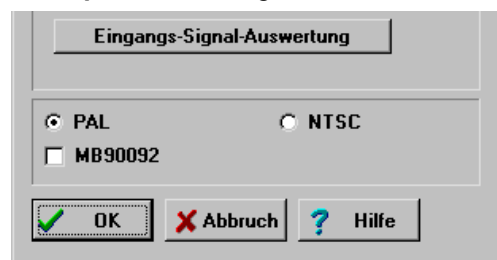 Eingangs-Signal-Auswertung
PAL NTSC
MB90092
OK Abbruch Hilfe